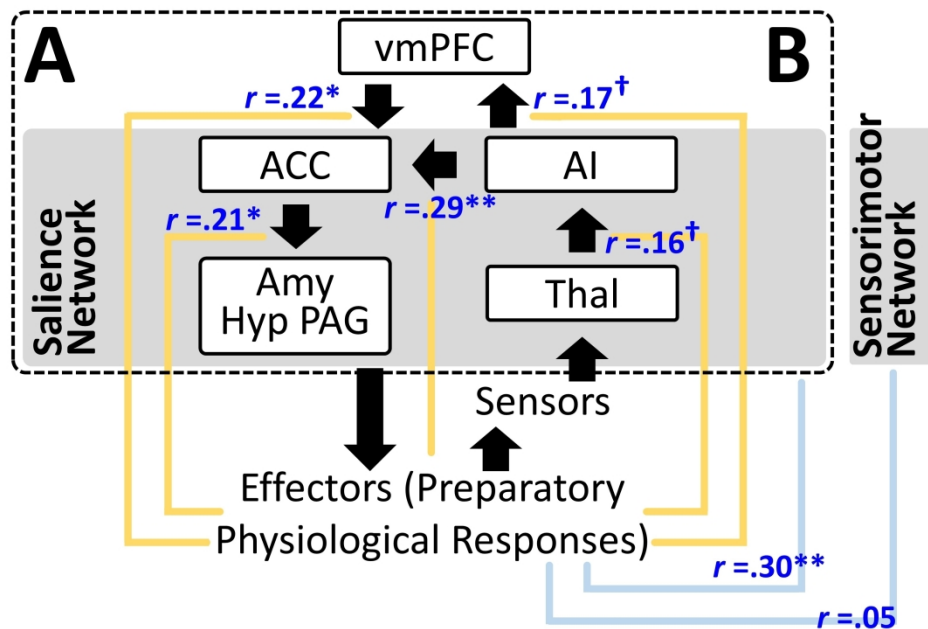 A
B
vmPFC
r =.22*
r =.17†
ACC
AI
r =.29**
r =.21*
r =.16†
Amy
Hyp PAG
Thal
Salience
Network
Sensorimotor
Network
Sensors
Effectors (Preparatory
Physiological Responses)
r =.30**
r =.05